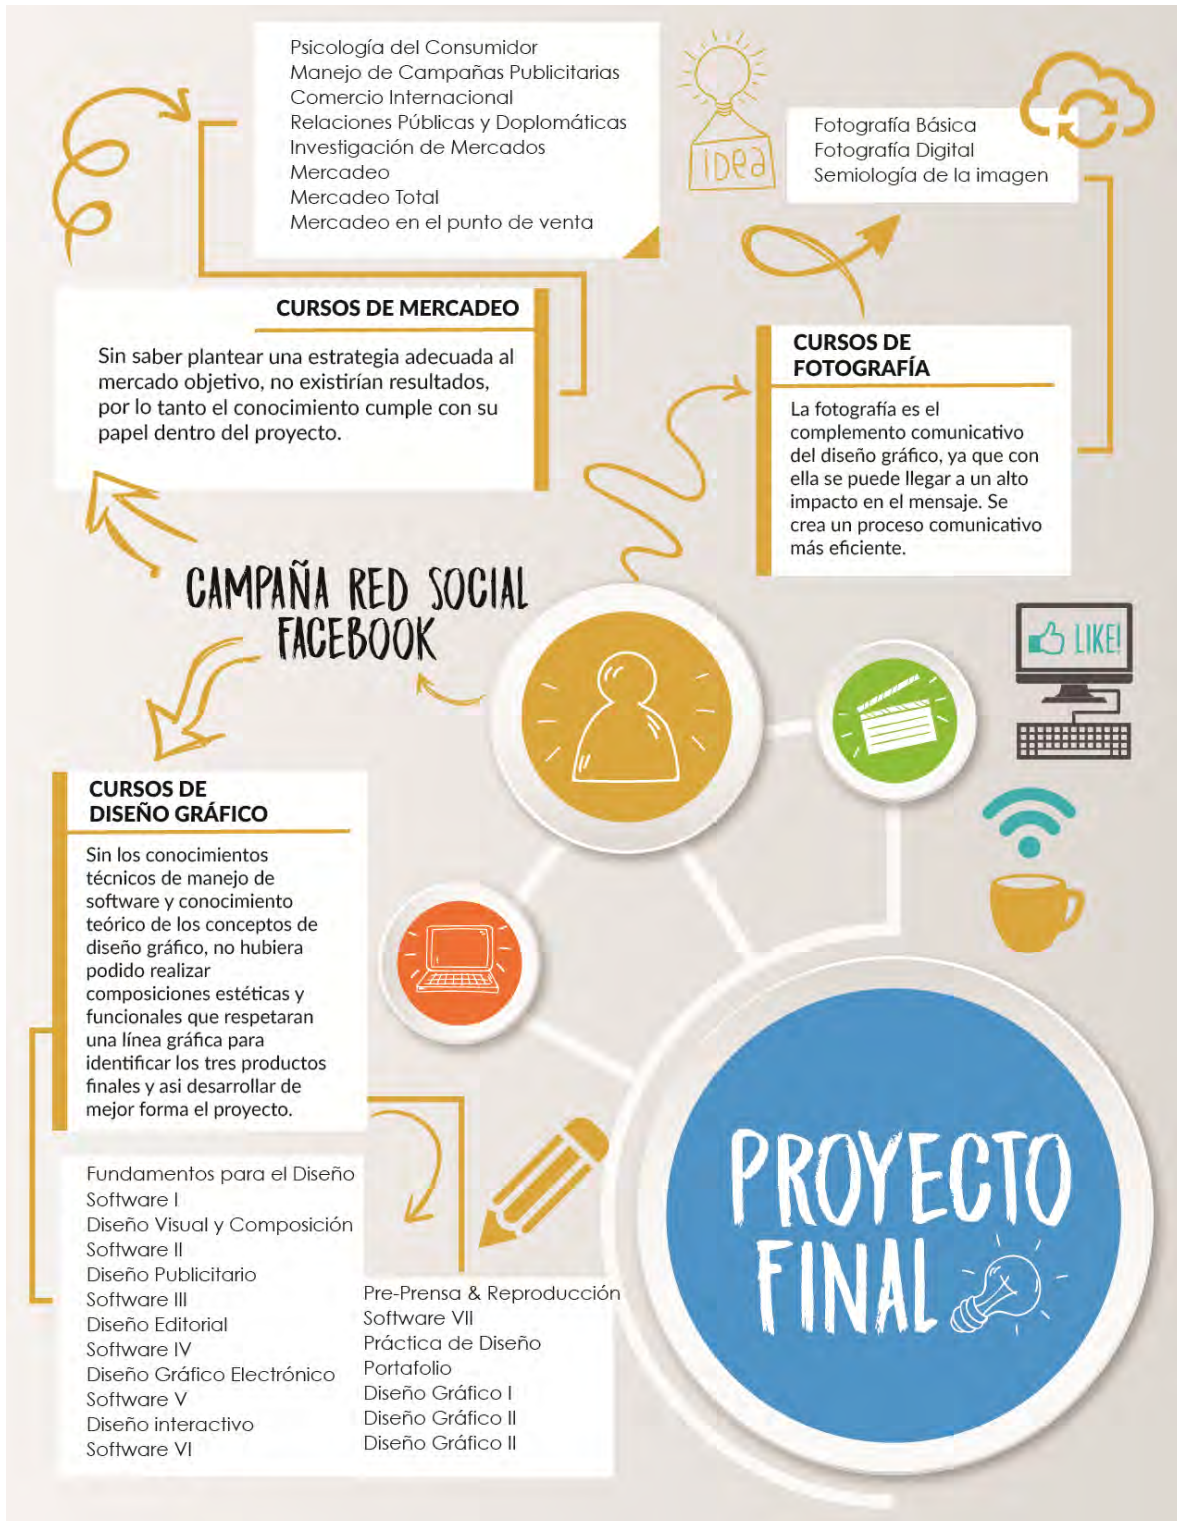 Psicología del Consumidor
Manejo de Campañas Publicitarias
Comercio Internacional
Relaciones Públicas y Doplomáticas
Investigación de Mercados
Mercadeo
Mercadeo Total
Mercadeo en el punto de venta
idea
Fotografía Básica
Fotografía Digital
Semiología de la imagen
CURSOS DE MERCADEO
Sin saber plantear una estrategia adecuada al
mercado objetivo, no existirían resultados,
por lo tanto el conocimiento cumple con su
papel dentro del proyecto.
CURSOS DE
FOTOGRAFÍA
La fotografía es el
complemento comunicativo
del diseño gráfico, ya que con
ella se puede llegar a un alto
impacto en el mensaje. Se
crea un proceso comunicativo
más eficiente.
CAMPAÑA RED SOCIAL
FACEBOOK
LIKE!
CURSOS DE
DISEÑO GRÁFICO
Sin los conocimientos
técnicos de manejo de
software y conocimiento
teórico de los conceptos de
diseño gráfico, no hubiera
podido realizar
composiciones estéticas y
funcionales que respetaran
una línea gráfica para
identificar los tres productos
finales y asi desarrollar de
mejor forma el proyecto.
Fundamentos para el Diseño
Software I
Diseño Visual y Composición
Software II
Diseño Publicitario
Software III
Diseño Editorial
Software IV
Diseño Gráfico Electrónico
Software V
Diseño interactivo
Software VI
Pre-Prensa & Reproducción
Software VII
Práctica de Diseño
Portafolio
Diseño Gráfico I
Diseño Gráfico II
Diseño Gráfico II
PROYECTO
FINAL